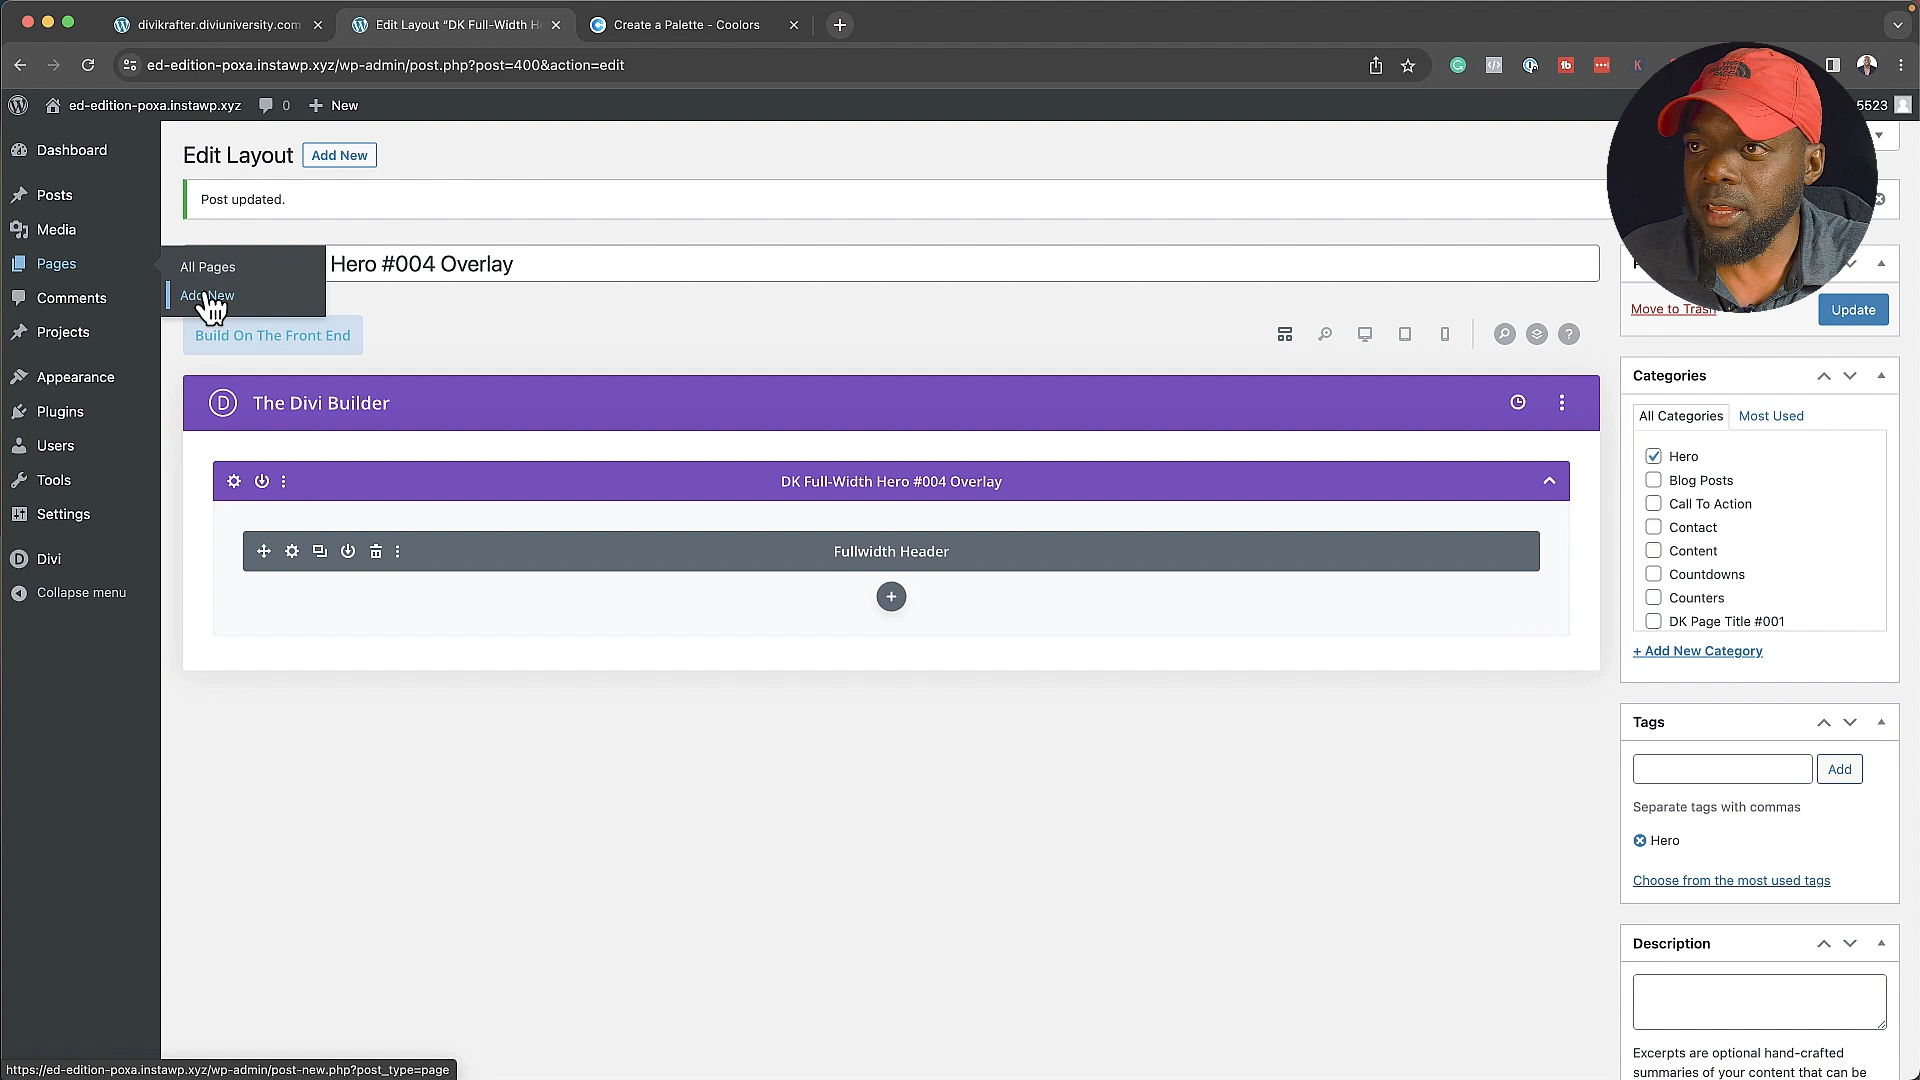 divikrafter.diviuniversity.com
Edit Layout "DK Full-Width H
Create a Palette - Coolors
ed-edition-poxa.instawp.xyz/wp-admin/post.php?post=400&action=edit
ed-edition-poxa.instawp.xyz
0
New
5523
Dashboard
Posts
Media
Pages
Comments
Projects
Appearance
Plugins
Users
Tools
Settings
Divi
Collapse menu
All Pages
Add New
Edit Layout
Add New
Post updated.
Hero #004 Overlay
Build On The Front End
The Divi Builder
DK Full-Width Hero #004 Overlay
Fullwidth Header
Move to Trash
Update
Categories
All Categories
Most Used
Hero
Blog Posts
Call To Action
Contact
Content
Countdowns
Counters
DK Page Title #001
+ Add New Category
Tags
Add
Separate tags with commas
Hero
Choose from the most used tags
Description
Excerpts are optional hand-crafted
summaries of your content that can be
https://ed-edition-poxa.instawp.xyz/wp-admin/post-new.php?post_type=page